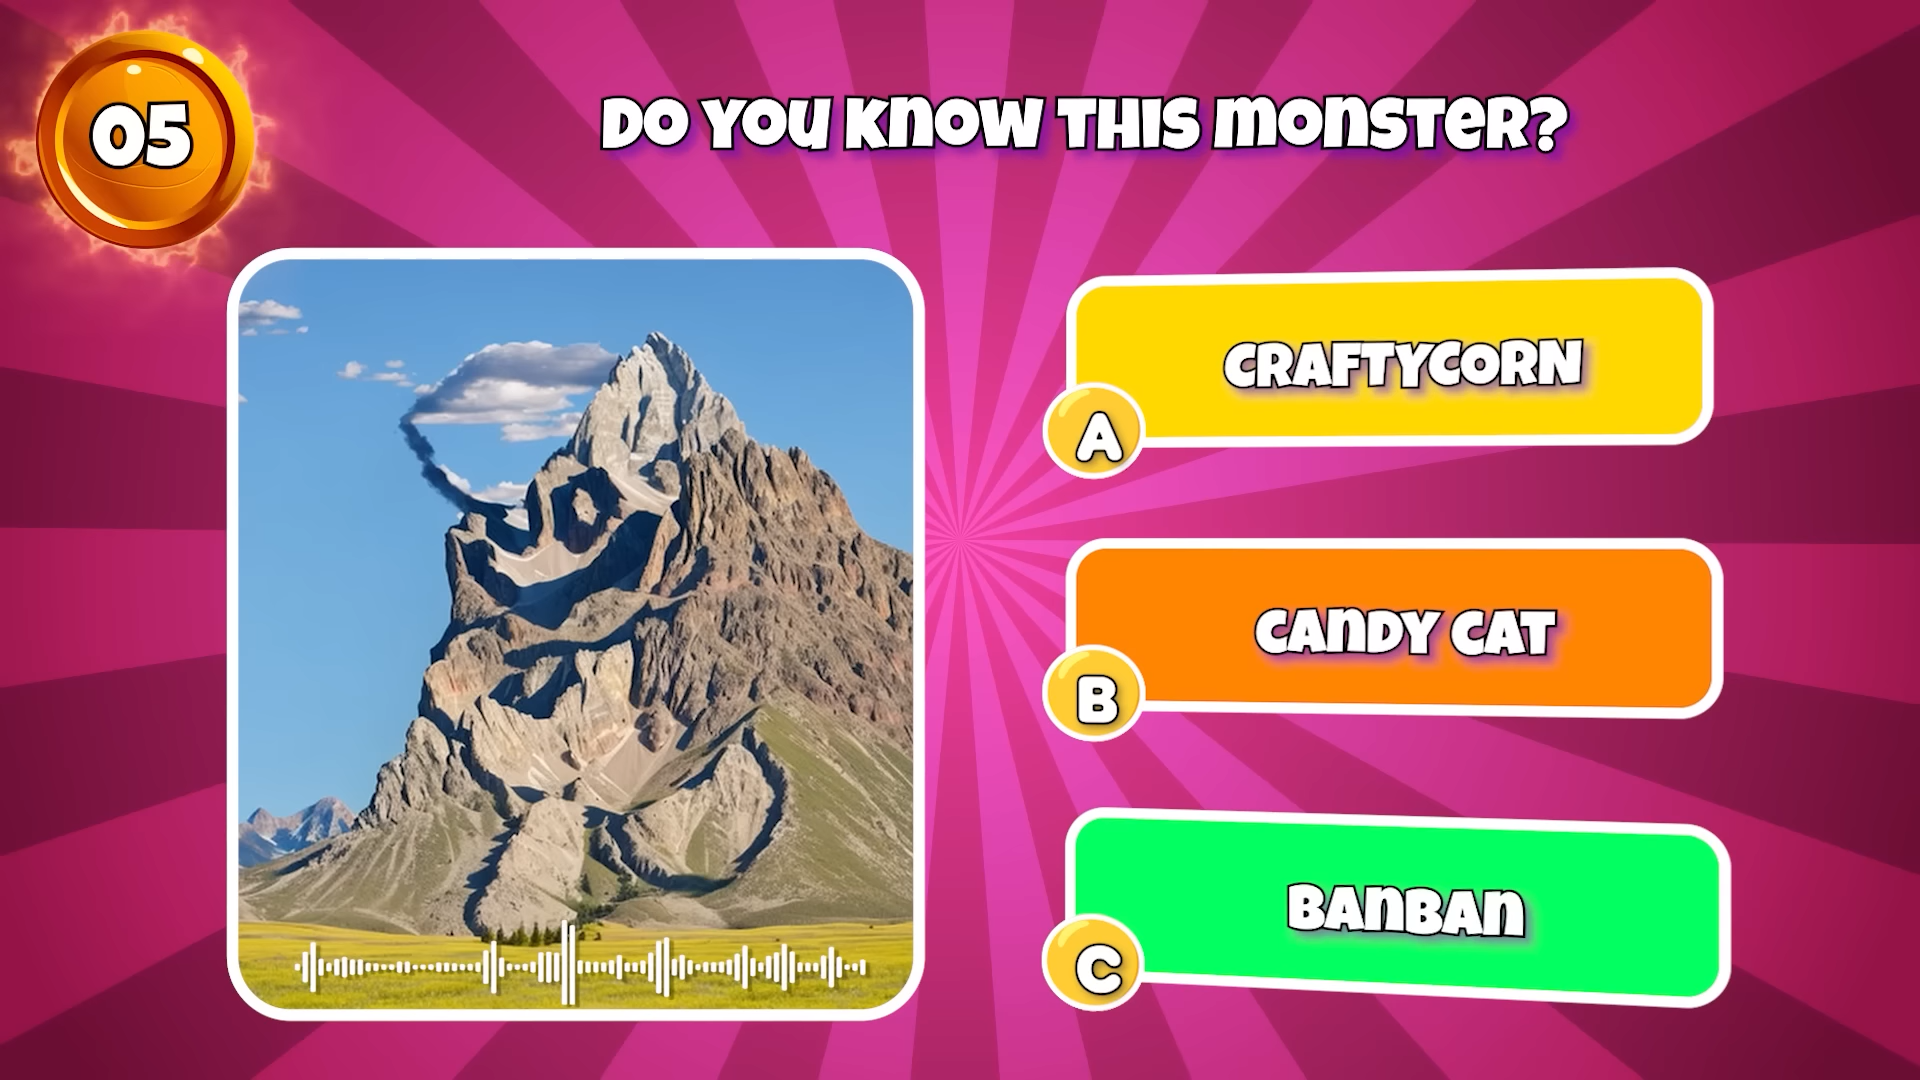 05
DO YOU KNOW THIS MONSTER?
CRAFTYCORN
A
CANDY CAT
B
BANBAN
C